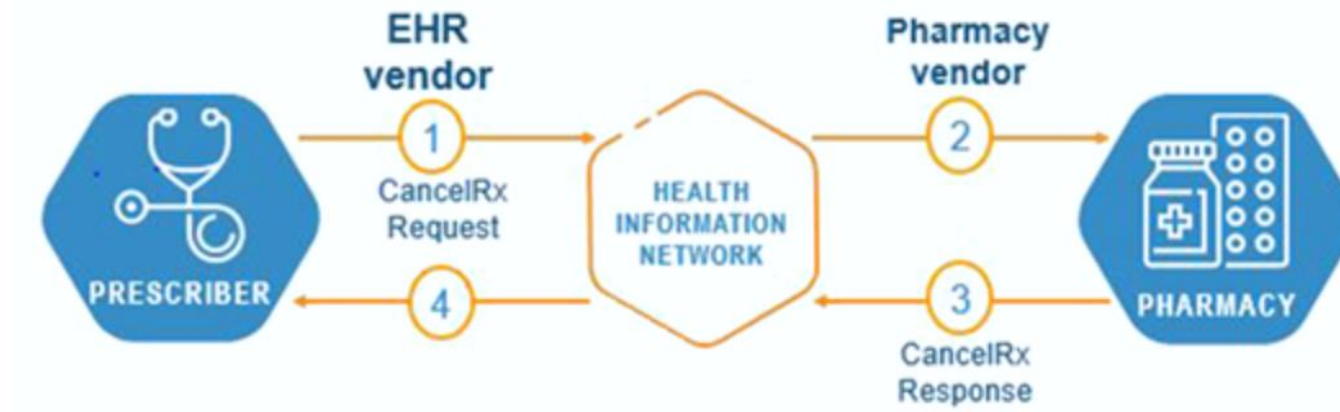 EHR
vendor
Pharmacy
vendor
1
2
CancelRx
Request
HEALTH
INFORMATION
NETWORK
PRESCRIBER
4
3
PHARMACY
CancelRx
Response